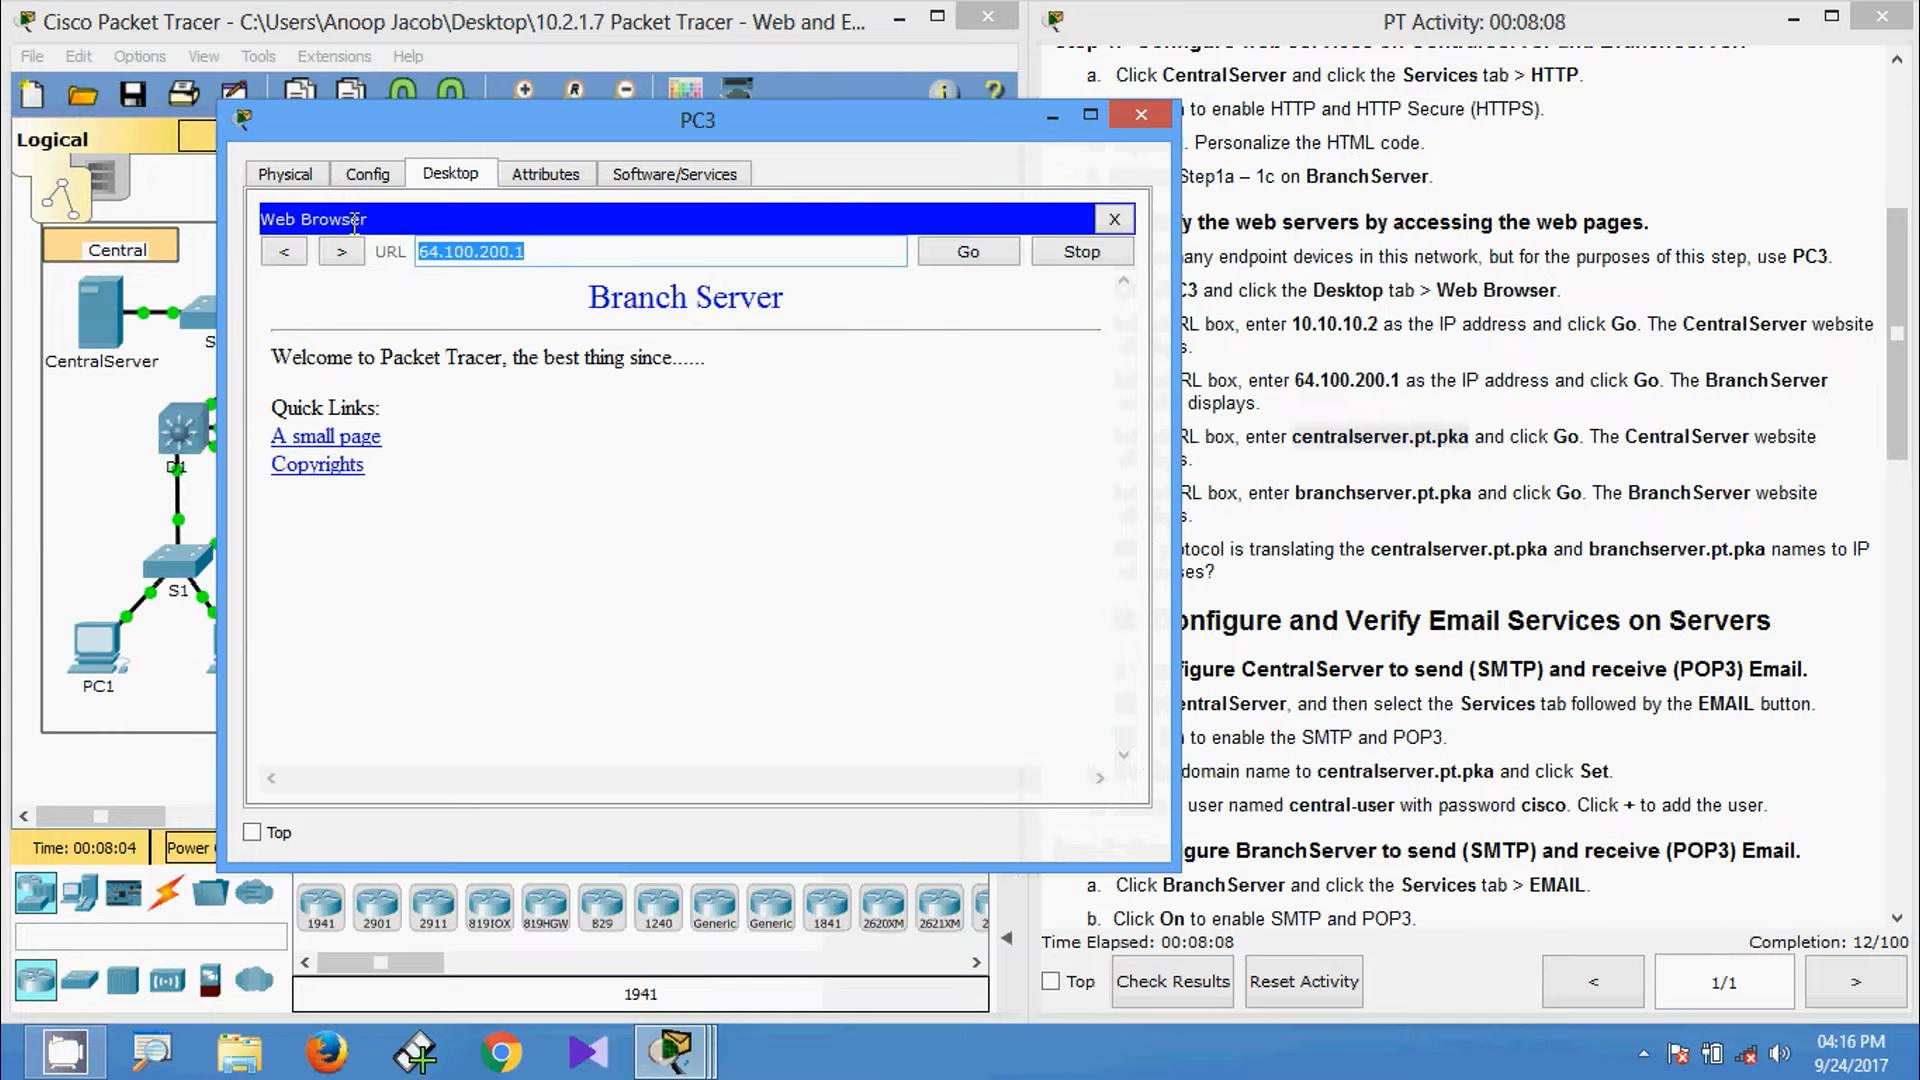 Cisco Packet Tracer - C:\Users\Anoop Jacob\Desktop\10.2.1.7 Packet Tracer - Web and E...
File Edit Options View Tools Extensions Help
Logical
Central
CentralServer
S
D1
S1
PC1
Time: 00:08:04
Power
PC3
Physical Config Desktop Attributes Software/Services
Web Browser
X
< > URL 64.100.200.1 Go Stop
Branch Server
Welcome to Packet Tracer, the best thing since......
Quick Links:
A small page
Copyrights
Top
1941 2901 2911 819IOX 819HGW 829 1240 Generic Generic 1841 2620XM 2621XM 2
1941
PT Activity: 00:08:08
a. Click CentralServer and click the Services tab > HTTP.
to enable HTTP and HTTP Secure (HTTPS).
. Personalize the HTML code.
Step1a – 1c on BranchServer.
fy the web servers by accessing the web pages.
any endpoint devices in this network, but for the purposes of this step, use PC3.
C3 and click the Desktop tab > Web Browser.
RL box, enter 10.10.10.2 as the IP address and click Go. The CentralServer website
s.
RL box, enter 64.100.200.1 as the IP address and click Go. The BranchServer
displays.
RL box, enter centralserver.pt.pka and click Go. The CentralServer website
s.
RL box, enter branchserver.pt.pka and click Go. The BranchServer website
s.
otocol is translating the centralserver.pt.pka and branchserver.pt.pka names to IP
ses?
onfigure and Verify Email Services on Servers
figure CentralServer to send (SMTP) and receive (POP3) Email.
entralServer, and then select the Services tab followed by the EMAIL button.
to enable the SMTP and POP3.
domain name to centralserver.pt.pka and click Set.
user named central-user with password cisco. Click + to add the user.
gure BranchServer to send (SMTP) and receive (POP3) Email.
a. Click BranchServer and click the Services tab > EMAIL.
b. Click On to enable SMTP and POP3.
Time Elapsed: 00:08:08
Completion: 12/100
Top
Check Results
Reset Activity
<
1/1
>
04:16 PM
9/24/2017